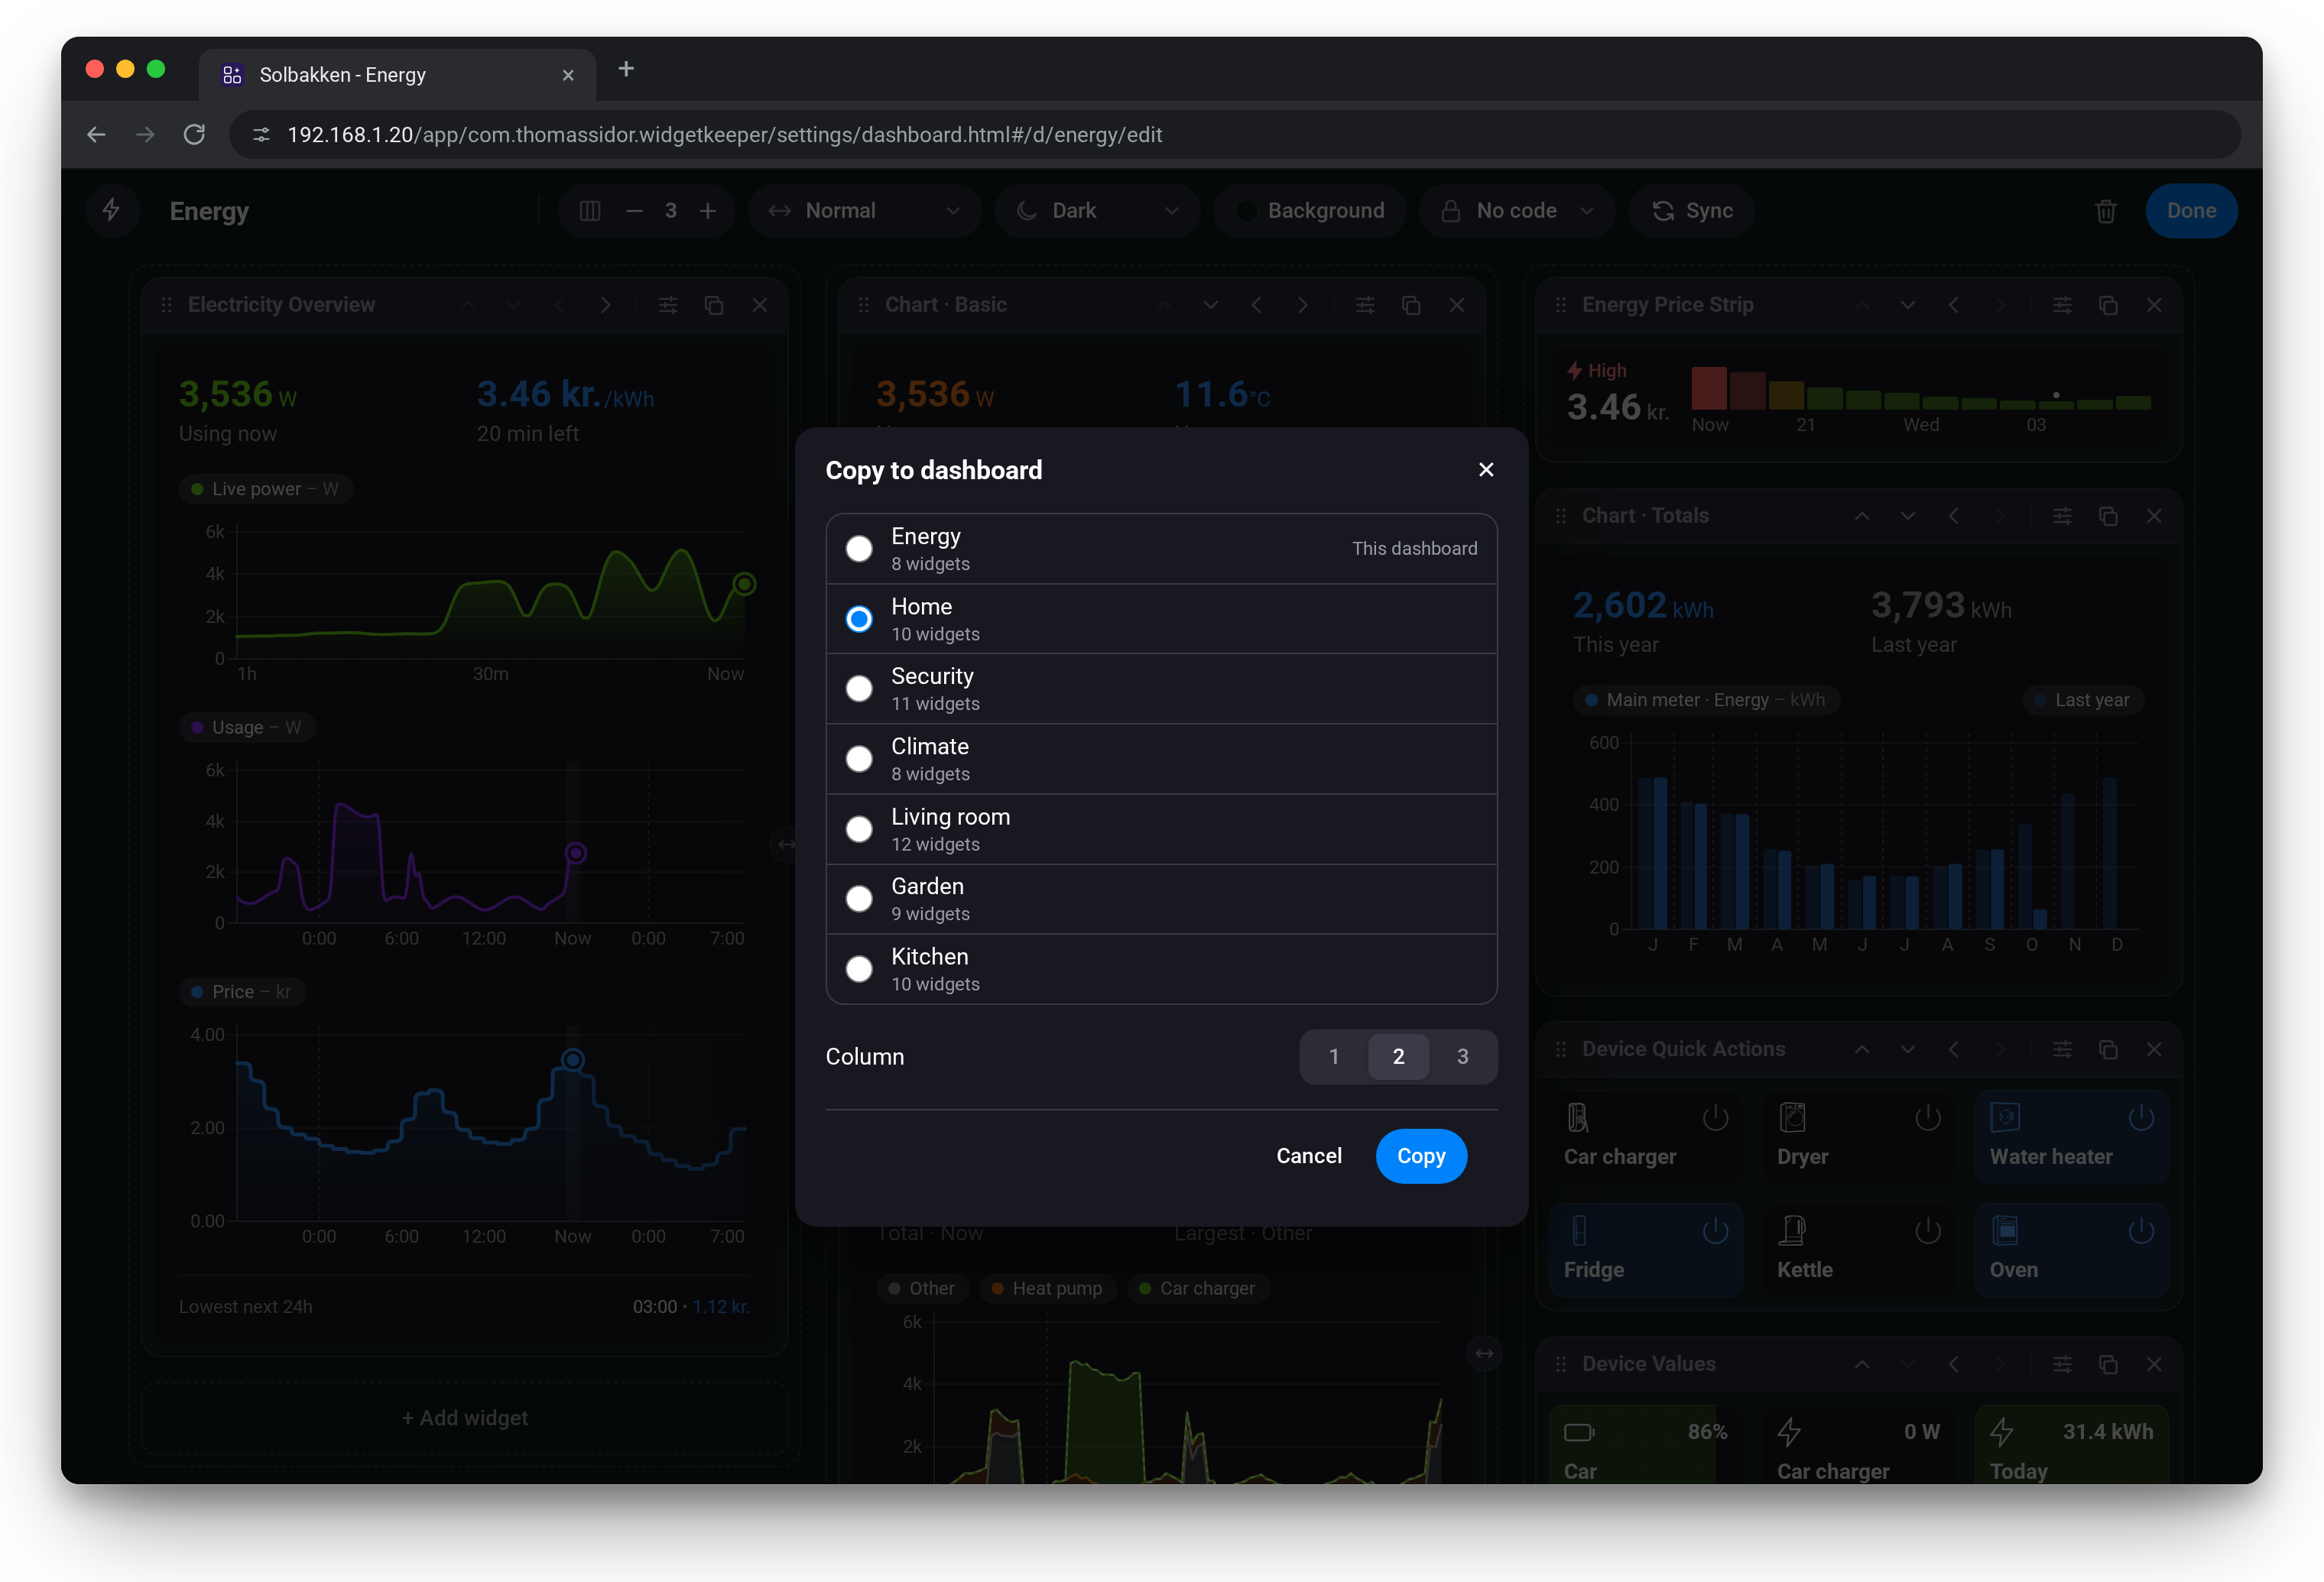 Solbakken - Energy
192.168.1.20/app/com.thomassidor.widgetkeeper/settings/dashboard.html#/d/energy/edit
Energy
3
Normal
Dark
Background
No code
Sync
Done
Electricity Overview
3,536 W
Using now
3.46 kr./kWh
20 min left
Live power – W
6k
4k
2k
0
1h
30m
Now
Usage – W
6k
4k
2k
0
0:00
6:00
12:00
Now
0:00
7:00
Price – kr
4.00
2.00
0.00
0:00
6:00
12:00
Now
0:00
7:00
Lowest next 24h
03:00 • 1.12 kr.
+ Add widget
Chart · Basic
3,536 W
11.6°C
Copy to dashboard
Energy
8 widgets
This dashboard
Home
10 widgets
Security
11 widgets
Climate
8 widgets
Living room
12 widgets
Garden
9 widgets
Kitchen
10 widgets
Column
1
2
3
Cancel
Copy
Total · Now
Largest · Other
Other
Heat pump
Car charger
6k
4k
2k
Energy Price Strip
High
3.46 kr.
Now
21
Wed
03
Chart · Totals
2,602 kWh
This year
3,793 kWh
Last year
Main meter · Energy – kWh
Last year
600
400
200
0
J F M A M J J A S O N D
Device Quick Actions
Car charger
Dryer
Water heater
Fridge
Kettle
Oven
Device Values
86%
Car
0 W
Car charger
31.4 kWh
Today